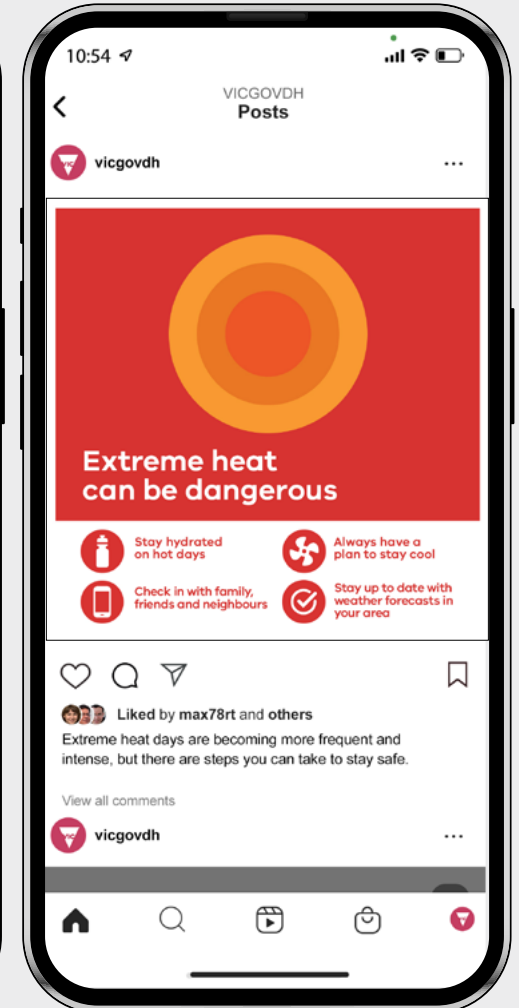 10:54
VICGOVDH
Posts
vicgovdh
Extreme heat
can be dangerous
Stay hydrated
on hot days
Always have a
plan to stay cool
Check in with family,
friends and neighbours
Stay up to date with
weather forecasts in
your area
Liked by max78rt and others
Extreme heat days are becoming more frequent and
intense, but there are steps you can take to stay safe.
View all comments
vicgovdh